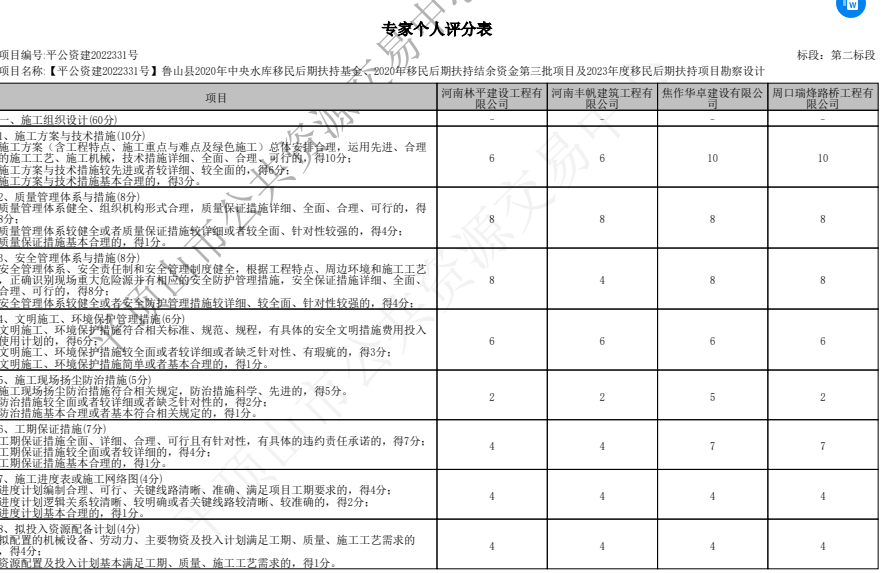 专家个人评分表
项目编号:平公资建2022331号
标段：第二标段
项目名称:【平公资建2022331号】鲁山县2020年中央水库移民后期扶持基金、2020年移民后期扶持结余资金第三批项目及2023年度移民后期扶持项目勘察设计
项目 河南林平建设工程有限公司 河南丰帆建筑工程有限公司 焦作华卓建设有限公司 周口瑞烽路桥工程有限公司
一、施工组织设计(60分) - - - -
1、施工方案与技术措施(10分)
施工方案（含工程特点、施工重点与难点及绿色施工）总体安排合理，运用先进、合理
的施工工艺、施工机械，技术措施详细、全面、合理、可行的，得10分；
施工方案与技术措施较先进或者较详细、较全面的，得6分；
施工方案与技术措施基本合理的，得3分。
6 6 10 10
2、质量管理体系与措施(8分)
质量管理体系健全、组织机构形式合理，质量保证措施详细、全面、合理、可行的，得
8分；
质量管理体系较健全或者质量保证措施较详细或者较全面、针对性较强的，得4分；
质量保证措施基本合理的，得1分。
8 8 8 8
3、安全管理体系与措施(8分)
安全管理体系、安全责任制和安全管理制度健全，根据工程特点、周边环境和施工工艺
，正确识别现场重大危险源并有相应的安全防护管理措施，安全保证措施详细、全面、
合理、可行的，得8分；
安全管理体系较健全或者安全防护管理措施较详细、较全面、针对性较强的，得4分；
8 4 8 8
4、文明施工、环境保护管理措施(6分)
文明施工、环境保护措施符合相关标准、规范、规程，有具体的安全文明措施费用投入
使用计划的，得6分；
文明施工、环境保护措施较全面或者较详细或者缺乏针对性、有瑕疵的，得3分；
文明施工、环境保护措施简单或者基本合理的，得1分。
6 6 6 6
5、施工现场扬尘防治措施(5分)
施工现场扬尘防治措施符合相关规定，防治措施科学、先进的，得5分。
防治措施较全面或者较详细或者缺乏针对性的，得2分；
防治措施基本合理或者基本符合相关规定的，得1分。
2 2 5 2
6、工期保证措施(7分)
工期保证措施全面、详细、合理、可行且有针对性，有具体的违约责任承诺的，得7分；
工期保证措施较全面或者较详细的，得4分；
工期保证措施基本合理的，得1分。
4 4 7 7
7、施工进度表或施工网络图(4分)
进度计划编制合理、可行、关键线路清晰、准确、满足项目工期要求的，得4分；
进度计划逻辑关系较清晰、较明确或者关键线路较清晰、较准确的，得2分；
进度计划基本合理的，得1分。
4 4 4 4
8、拟投入资源配备计划(4分)
拟配置的机械设备、劳动力、主要物资及投入计划满足工期、质量、施工工艺需求的
，得4分；
资源配置及投入计划基本满足工期、质量、施工工艺需求的，得1分。
4 4 4 4
平顶山市公共资源交易中心
平顶山市公共资源交易中
W